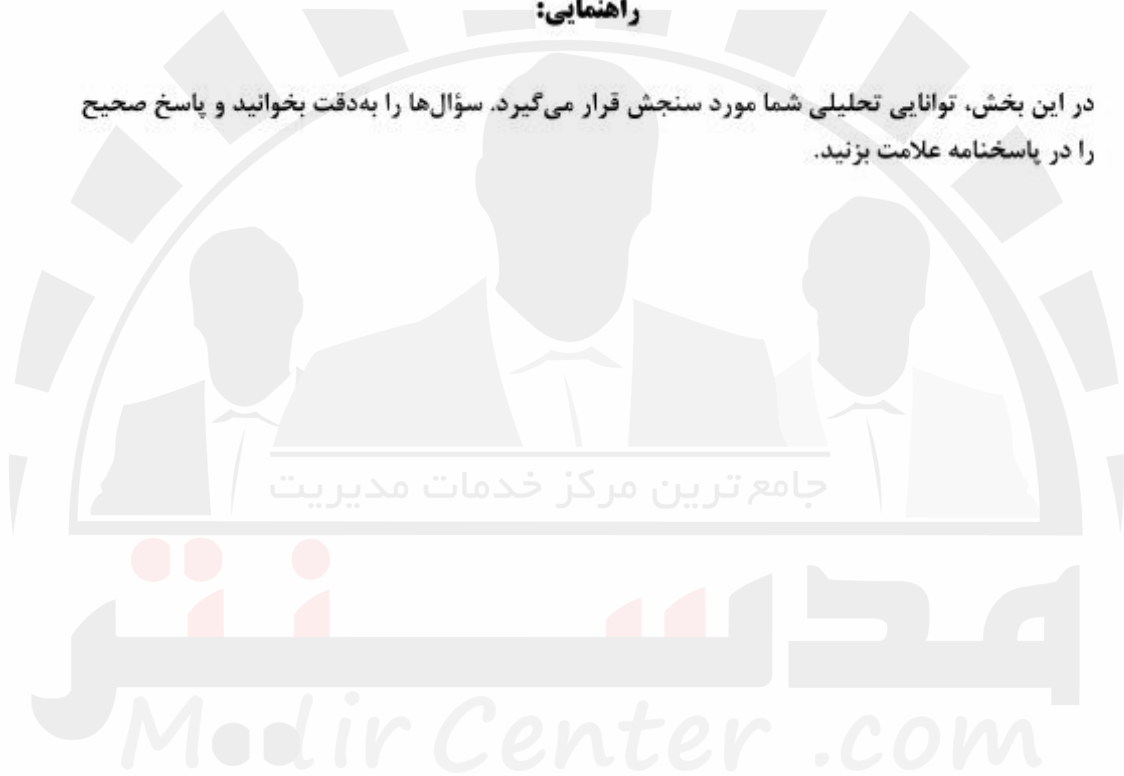 راهنمایی:
در این بخش، توانایی تحلیلی شما مورد سنجش قرار می‌گیرد. سؤال‌ها را به‌دقت بخوانید و پاسخ صحیح
را در پاسخنامه علامت بزنید.
جامع ترین مرکز خدمات مدیریت
مدیر سنتر
Modir Center .com